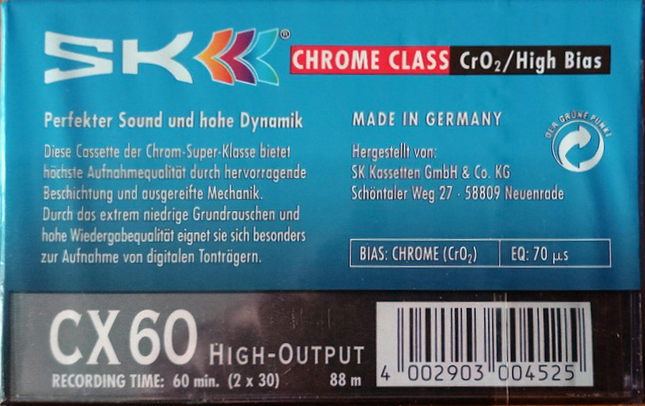 SK®
CHROME CLASS CrO₂/High Bias
Perfekter Sound und hohe Dynamik
Diese Cassette der Chrom-Super-Klasse bietet
höchste Aufnahmequalität durch hervorragende
Beschichtung und ausgereifte Mechanik.
Durch das extrem niedrige Grundrauschen und
hohe Wiedergabequalität eignet sie sich besonders
zur Aufnahme von digitalen Tonträgern.
MADE IN GERMANY
Hergestellt von:
SK Kassetten GmbH & Co. KG
Schöntaler Weg 27 · 58809 Neuenrade
DER GRÜNE PUNKT
BIAS: CHROME (CrO₂) EQ: 70 µs
CX 60 HIGH-OUTPUT
RECORDING TIME: 60 min. (2 x 30) 88 m
4 002903 004525